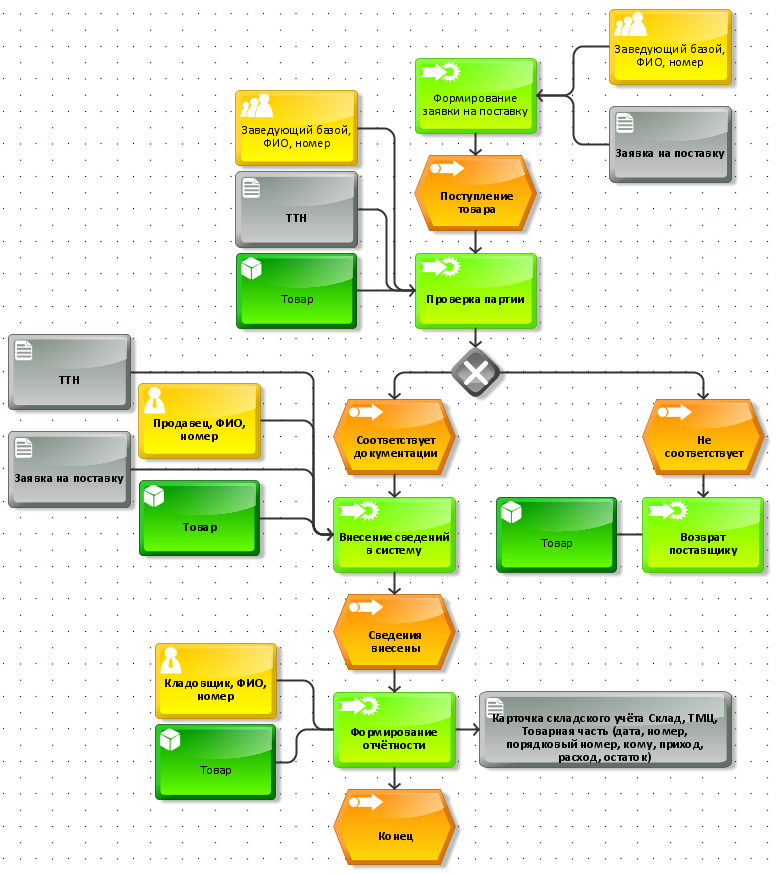 Заведующий базой,
ФИО, номер
Формирование
заявки на поставку
Заявка на поставку
Заведующий базой,
ФИО, номер
ТТН
Товар
Поступление
товара
Проверка партии
ТТН
Продавец, ФИО,
номер
Заявка на поставку
Товар
Соответствует
документации
Не
соответствует
Внесение сведений
в систему
Товар
Возврат
поставщику
Сведения
внесены
Кладовщик, ФИО,
номер
Товар
Формирование
отчётности
Карточка складского учёта Склад, ТМЦ,
Товарная часть (дата, номер,
порядковый номер, кому, приход,
расход, остаток)
Конец